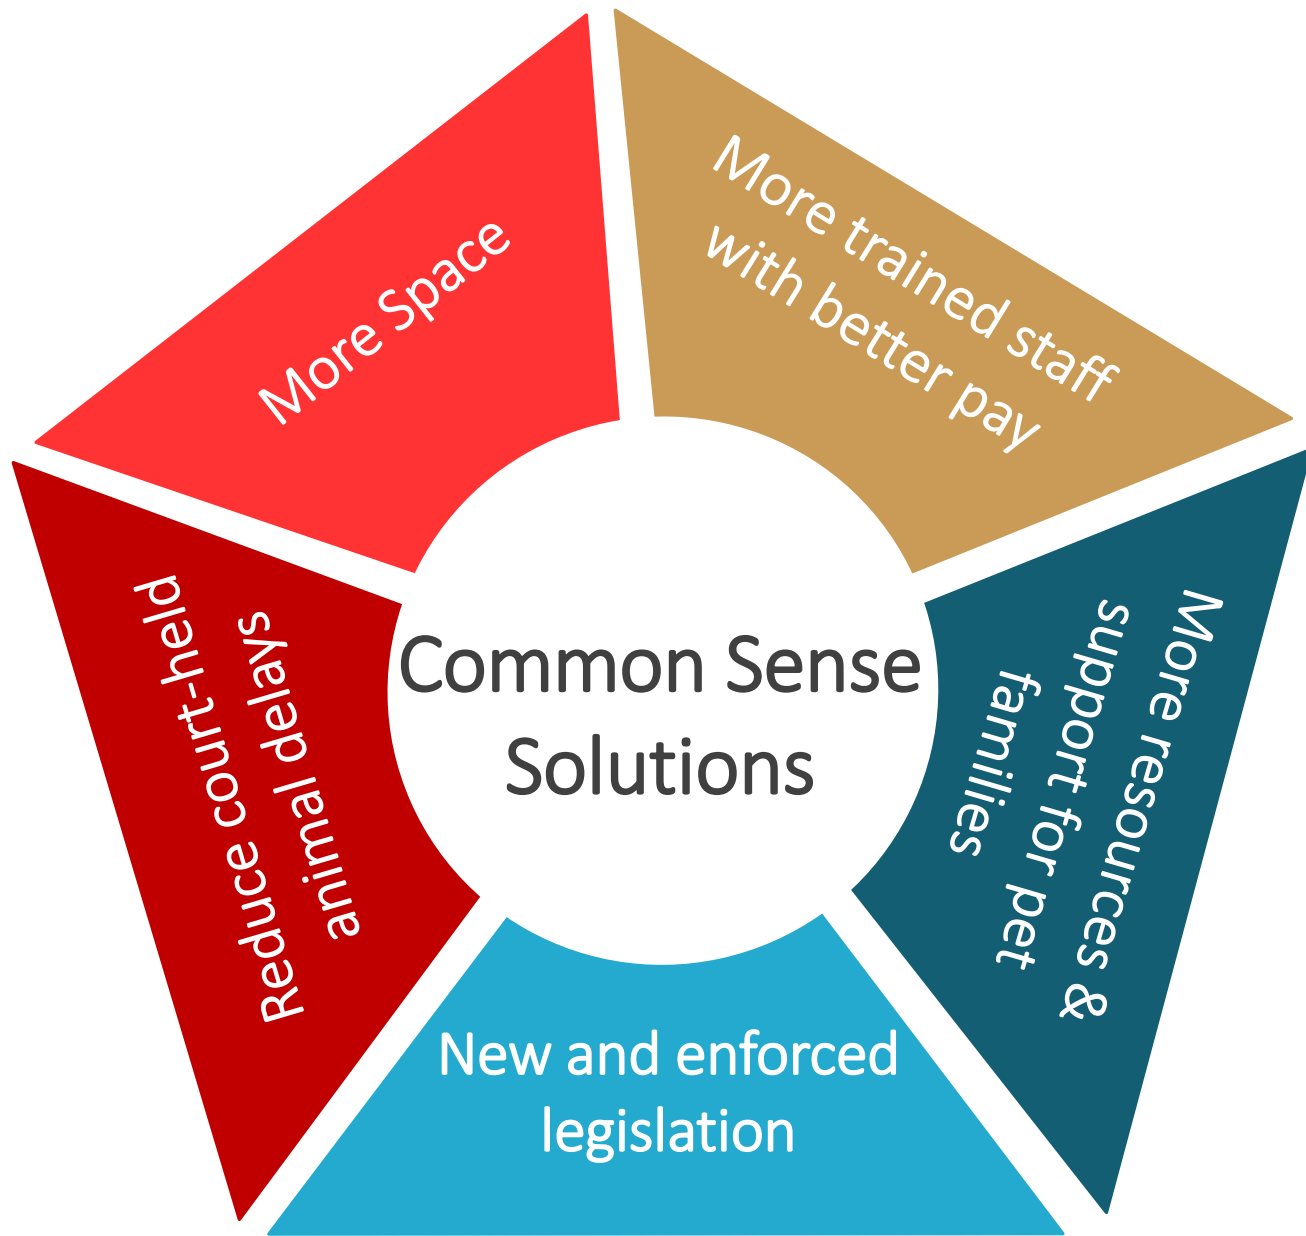 More Space
More trained staff
with better pay
More resources &
support for pet
families
New and enforced
legislation
Reduce court-held
animal delays
Common Sense
Solutions